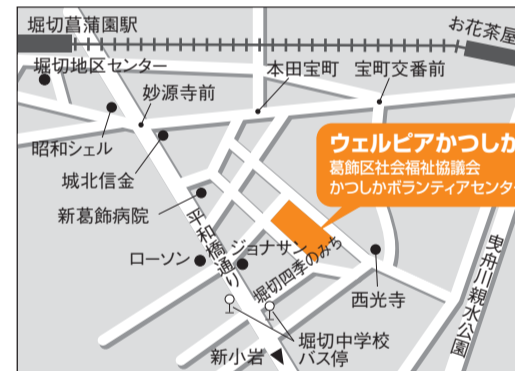 堀切菖蒲園駅
お花茶屋
堀切地区センター
本田宝町
宝町交番前
妙源寺前
昭和シェル
城北信金
ウェルピアかつしか
葛飾区社会福祉協議会
かつしかボランティアセンター
新葛飾病院
平和橋通り
ローソン
ジョナサン
堀切四季のみち
西光寺
曳舟川親水公園
堀切中学校
バス停
新小岩